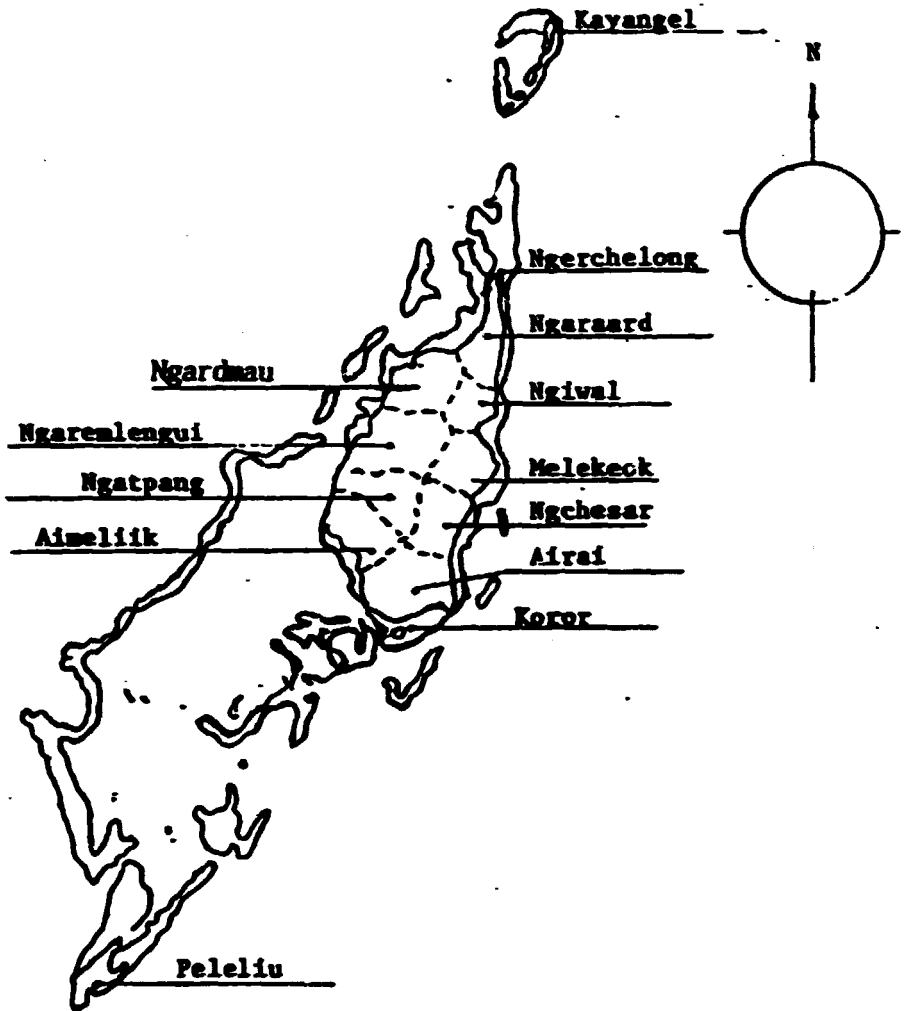 Kayangel
N
Ngerchelong
Ngaraard
Ngardmau
Ngiwal
Ngaremlengui
Melekeok
Ngatpang
Ngchesar
Aimeliik
Airai
Koror
Peleliu